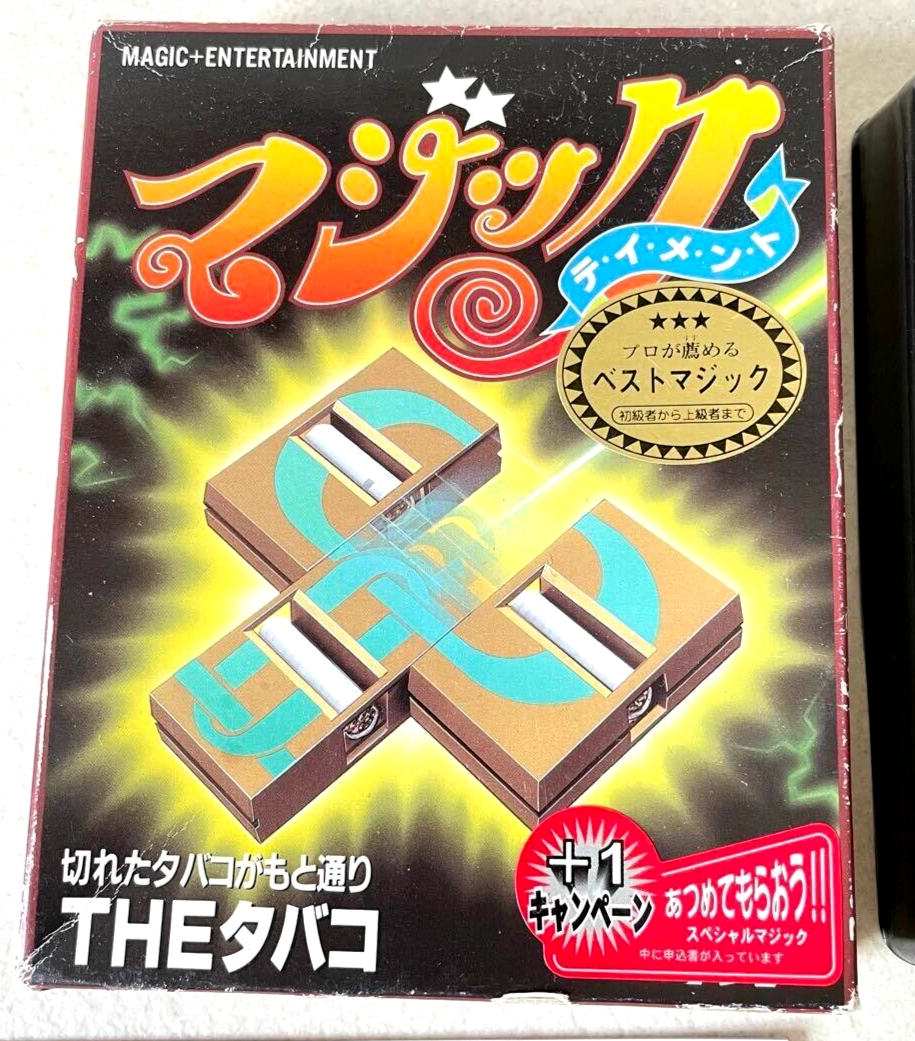 MAGIC+ENTERTAINMENT
マジック
テ・イ・メ・ン・ト
プロが薦める
ベストマジック
初級者から上級者まで
切れたタバコがもと通り
THEタバコ
+1
キャンペーン
あつめてもらおう!!
スペシャルマジック
中に申込書が入っています